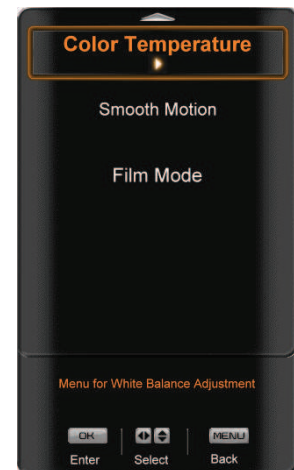 Color Temperature
Smooth Motion
Film Mode
Menu for White Balance Adjustment
OK MENU
Enter Select Back